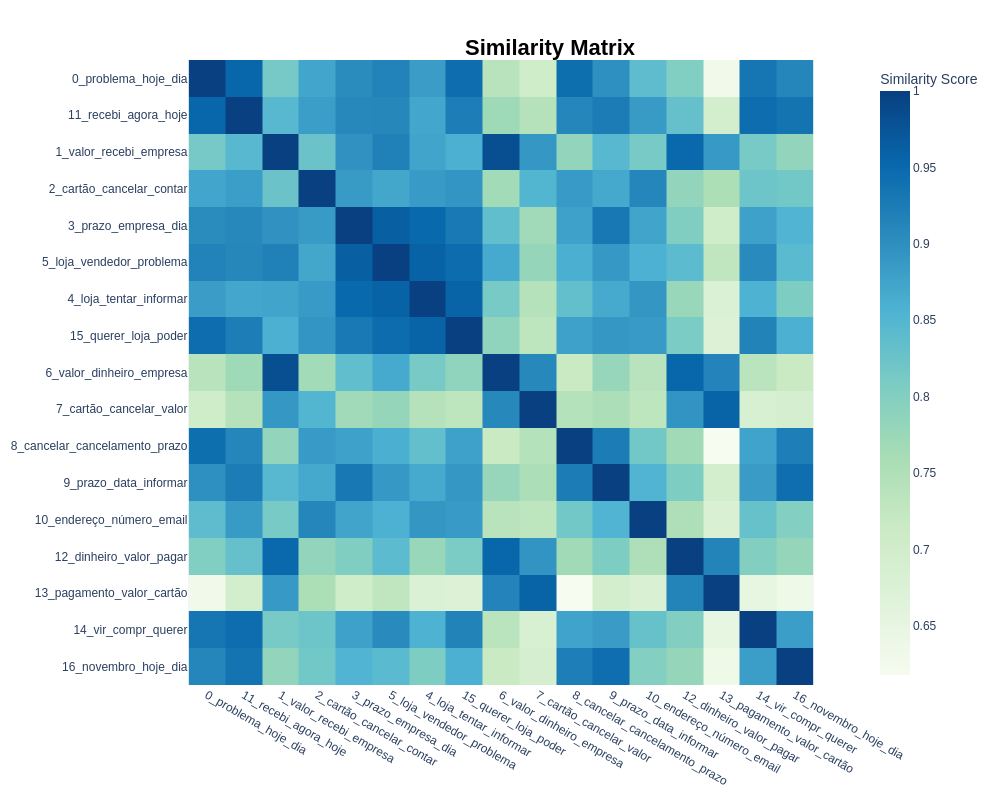 Similarity Matrix
Similarity Score
0_problema_hoje_dia
11_recebi_agora_hoje
1_valor_recebi_empresa
2_cartão_cancelar_contar
3_prazo_empresa_dia
5_loja_vendedor_problema
4_loja_tentar_informar
15_querer_loja_poder
6_valor_dinheiro_empresa
7_cartão_cancelar_valor
8_cancelar_cancelamento_prazo
9_prazo_data_informar
10_endereço_número_email
12_dinheiro_valor_pagar
13_pagamento_valor_cartão
14_vir_compr_querer
16_novembro_hoje_dia
1
0.95
0.9
0.85
0.8
0.75
0.7
0.65
0_problema_hoje_dia
11_recebi_agora_hoje
1_valor_recebi_empresa
2_cartão_cancelar_contar
3_prazo_empresa_dia
5_loja_vendedor_problema
4_loja_tentar_informar
15_querer_loja_poder
6_valor_dinheiro_empresa
7_cartão_cancelar_valor
8_cancelar_cancelamento_prazo
9_prazo_data_informar
10_endereço_número_email
12_dinheiro_valor_pagar
13_pagamento_valor_cartão
14_vir_compr_querer
16_novembro_hoje_dia